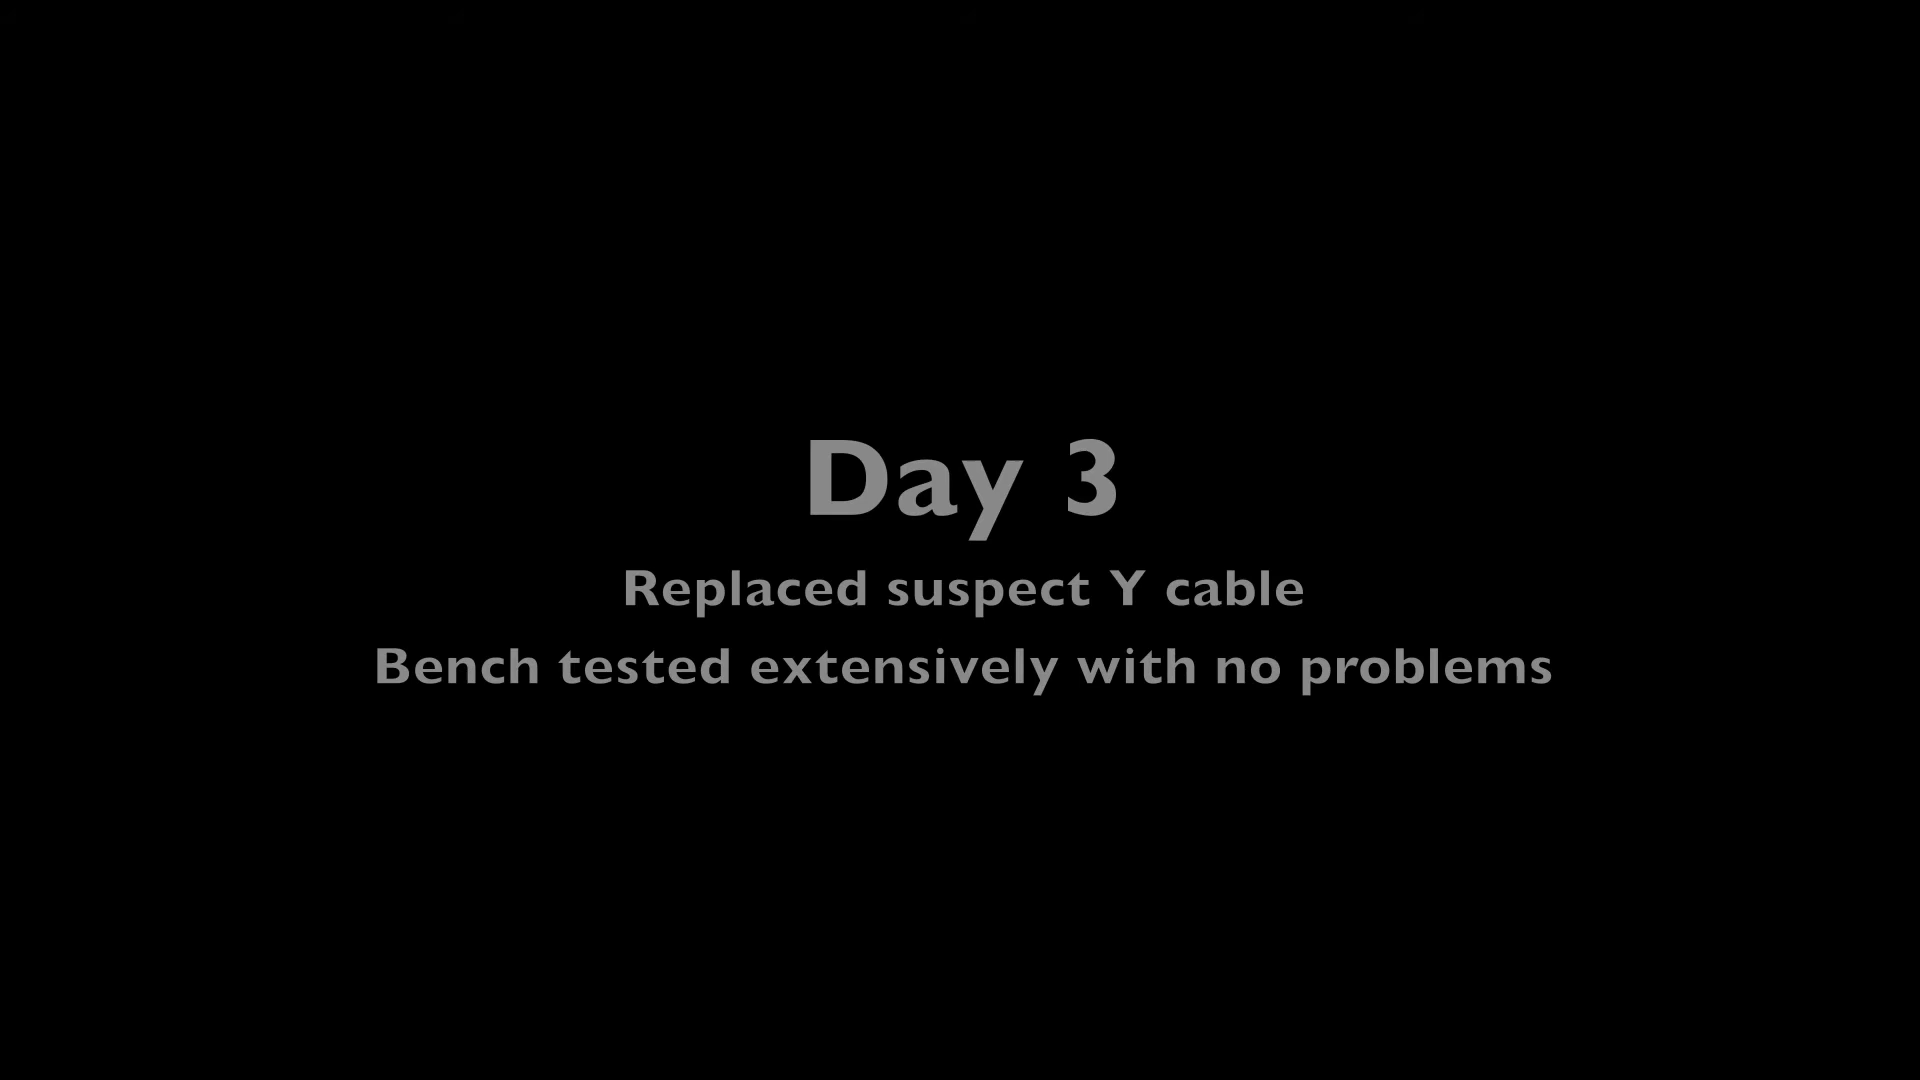 Day 3
Replaced suspect Y cable
Bench tested extensively with no problems